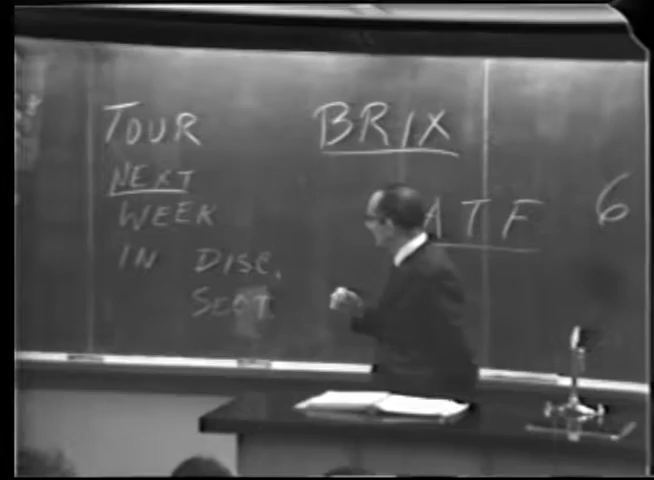 TOUR
NEXT
WEEK
IN DISC.
BRIX
ATF 6